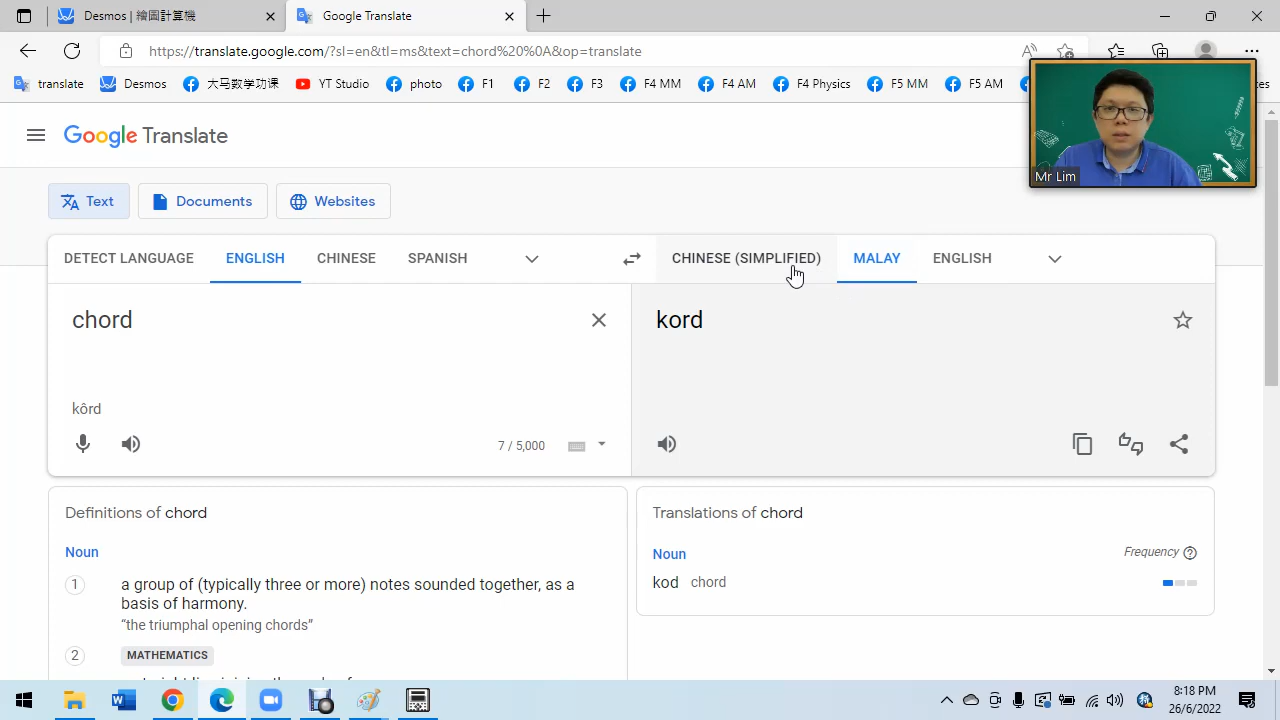 Desmos | 繪圖計算機
Google Translate
https://translate.google.com/?sl=en&tl=ms&text=chord%20%0A&op=translate
translate
Desmos
大马数学功课
YT Studio
photo
F1
F2
F3
F4 MM
F4 AM
F4 Physics
F5 MM
F5 AM
Google Translate
Mr Lim
Text
Documents
Websites
DETECT LANGUAGE
ENGLISH
CHINESE
SPANISH
CHINESE (SIMPLIFIED)
MALAY
ENGLISH
chord
kord
kôrd
7 / 5,000
Definitions of chord
Noun
1
a group of (typically three or more) notes sounded together, as a
basis of harmony.
“the triumphal opening chords”
2
MATHEMATICS
Translations of chord
Noun
Frequency
kod chord
8:18 PM
26/6/2022